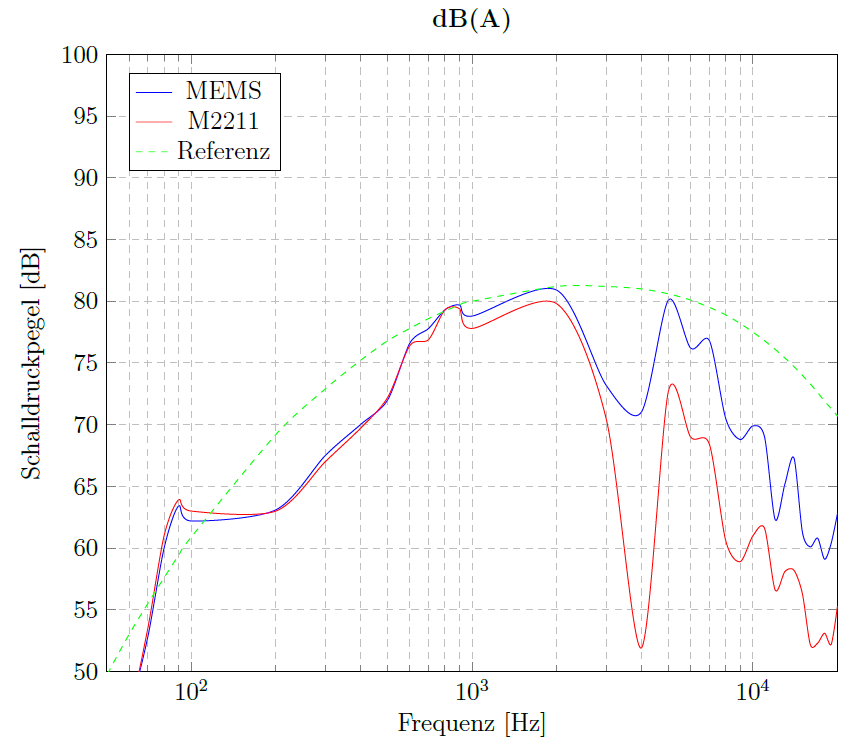 dB(A)
100
95
90
85
80
75
70
65
60
55
50
MEMS
M2211
Referenz
Schalldruckpegel [dB]
10²
10³
10⁴
Frequenz [Hz]